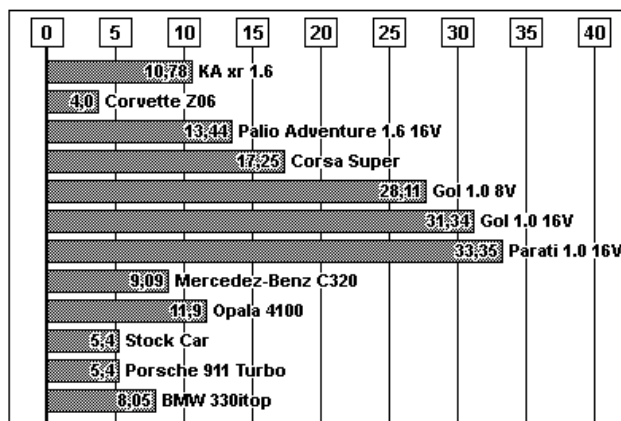 0 5 10 15 20 25 30 35 40
10,78 KA xr 1.6
4,0 Corvette Z06
13,44 Palio Adventure 1.6 16V
17,25 Corsa Super
28,11 Gol 1.0 8V
31,34 Gol 1.0 16V
33,35 Parati 1.0 16V
9,09 Mercedez-Benz C320
11,9 Opala 4100
5,4 Stock Car
5,4 Porsche 911 Turbo
8,05 BMW 330itop